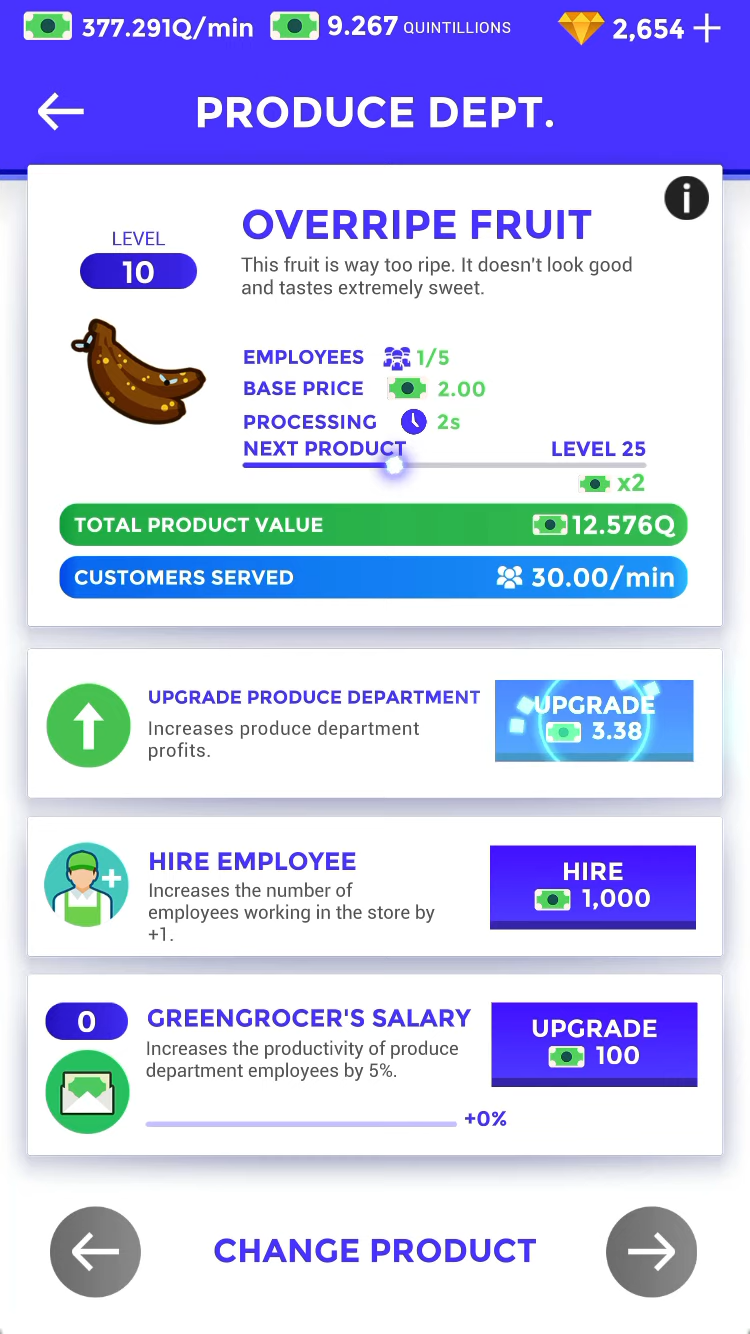 377.291Q/min 9.267 QUINTILLIONS 2,654
PRODUCE DEPT.
LEVEL
10
OVERRIPE FRUIT
This fruit is way too ripe. It doesn't look good
and tastes extremely sweet.
EMPLOYEES 1/5
BASE PRICE 2.00
PROCESSING 2s
NEXT PRODUCT LEVEL 25
x2
TOTAL PRODUCT VALUE 12.576Q
CUSTOMERS SERVED 30.00/min
UPGRADE PRODUCE DEPARTMENT
Increases produce department
profits.
UPGRADE
3.38
HIRE EMPLOYEE
Increases the number of
employees working in the store by
+1.
HIRE
1,000
0
GREENGROCER'S SALARY
Increases the productivity of produce
department employees by 5%.
+0%
UPGRADE
100
CHANGE PRODUCT